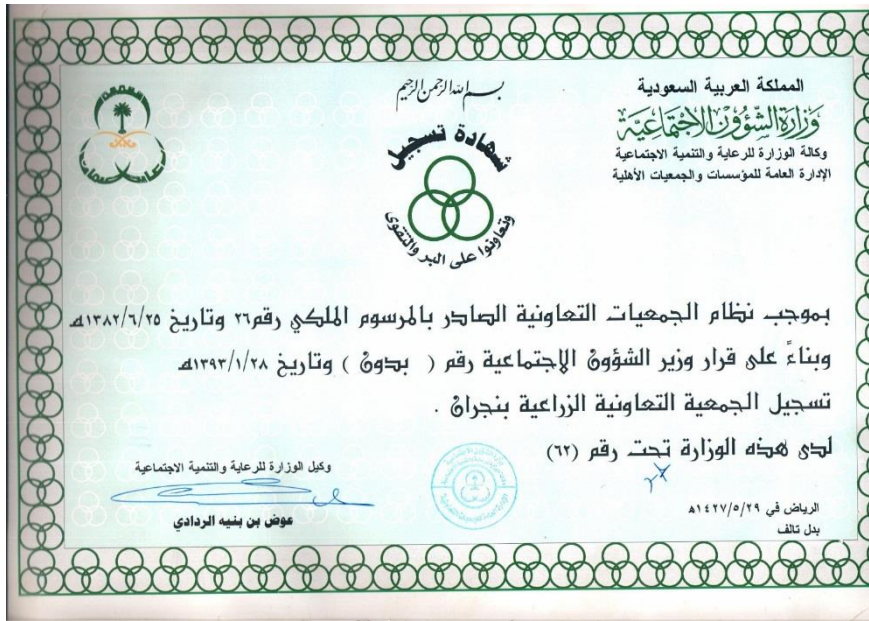 بسم الله الرحمن الرحيم
المملكة العربية السعودية
وزارة الشؤون الاجتماعية
وكالة الوزارة للرعاية والتنمية الاجتماعية
الإدارة العامة للمؤسسات والجمعيات الأهلية
شهادة تسجيل
وتعاونوا على البر والتقوى
بموجب نظام الجمعيات التعاونية الصادر بالمرسوم الملكي رقم ٢٦ وتاريخ ١٣٨٢/٦/٢٥هـ
وبناءً على قرار وزير الشؤون الاجتماعية رقم ( بدون ) وتاريخ ١٣٩٣/١/٢٨هـ
تسجيل الجمعية التعاونية الزراعية بنجران .
لدى هذه الوزارة تحت رقم (٦٢)
وكيل الوزارة للرعاية والتنمية الاجتماعية
عوض بن بنيه الردادي
الرياض في ١٤٢٧/٥/٢٩هـ
بدل تالف